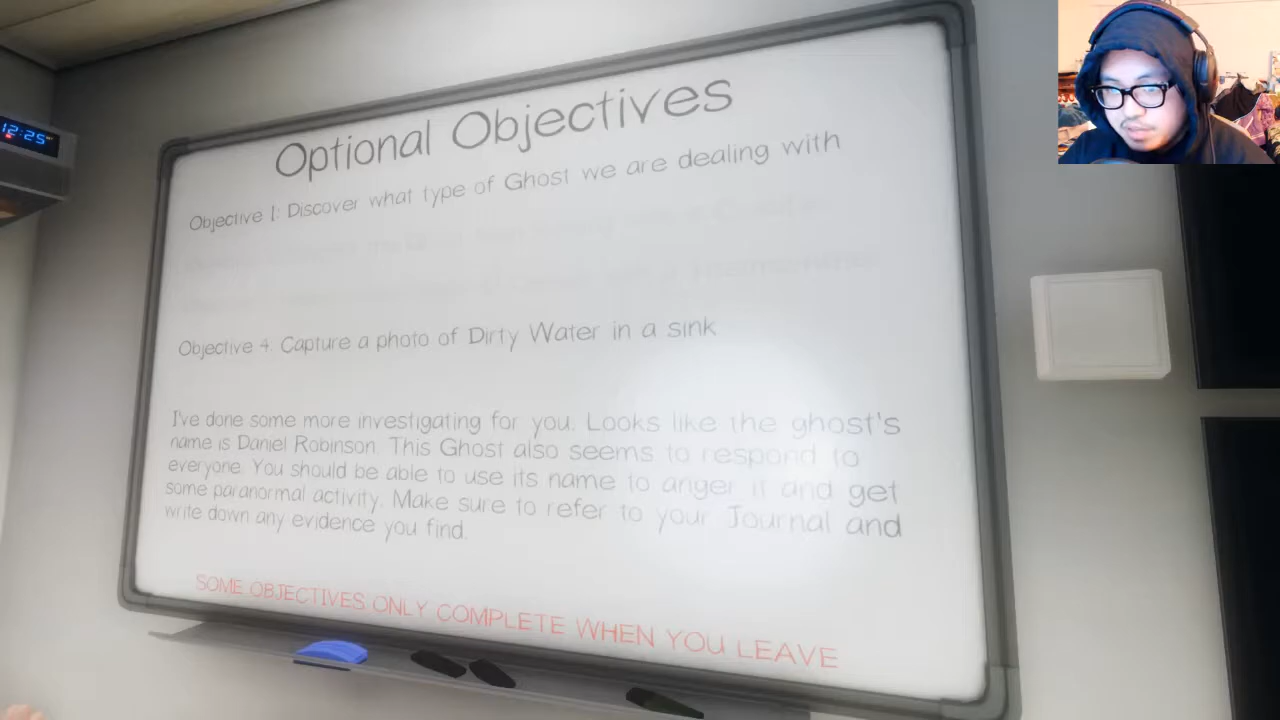 12:25
Optional Objectives
Objective 1: Discover what type of Ghost we are dealing with
Objective 4: Capture a photo of Dirty Water in a sink
I've done some more investigating for you. Looks like the ghost's
name is Daniel Robinson. This Ghost also seems to respond to
everyone. You should be able to use its name to anger it and get
some paranormal activity. Make sure to refer to your Journal and
write down any evidence you find.
SOME OBJECTIVES ONLY COMPLETE WHEN YOU LEAVE